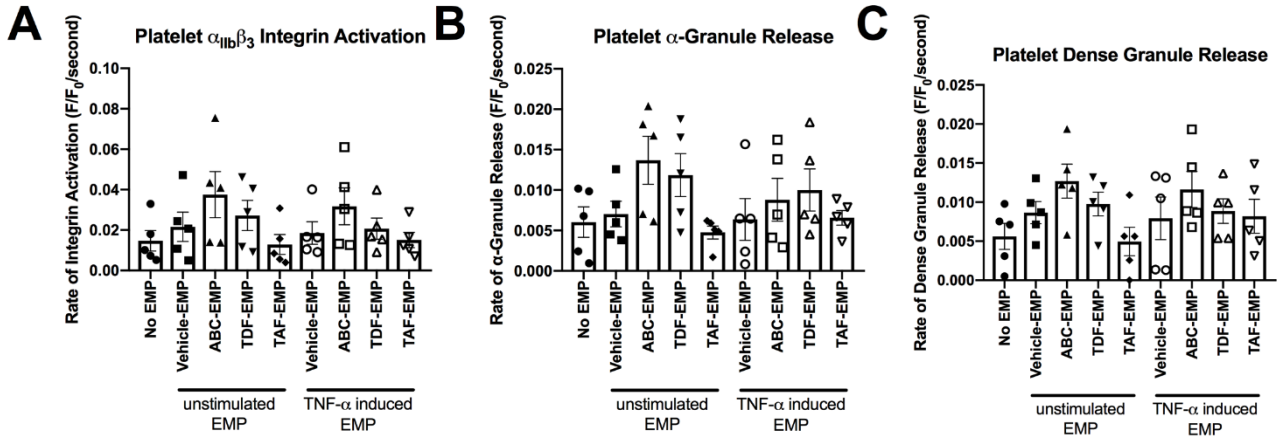 A
Platelet αIIbβ3 Integrin Activation
Rate of Integrin Activation (F/F0/second)
0.10
0.08
0.06
0.04
0.02
0.00
No EMP
Vehicle-EMP
ABC-EMP
TDF-EMP
TAF-EMP
Vehicle-EMP
ABC-EMP
TDF-EMP
TAF-EMP
unstimulated
EMP
TNF-α induced
EMP
B
Platelet α-Granule Release
Rate of α-Granule Release (F/F0/second)
0.025
0.020
0.015
0.010
0.005
0.000
No EMP
Vehicle-EMP
ABC-EMP
TDF-EMP
TAF-EMP
Vehicle-EMP
ABC-EMP
TDF-EMP
TAF-EMP
unstimulated
EMP
TNF-α induced
EMP
C
Platelet Dense Granule Release
Rate of Dense Granule Release (F/F0/second)
0.025
0.020
0.015
0.010
0.005
0.000
No EMP
Vehicle-EMP
ABC-EMP
TDF-EMP
TAF-EMP
Vehicle-EMP
ABC-EMP
TDF-EMP
TAF-EMP
unstimulated
EMP
TNF-α induced
EMP